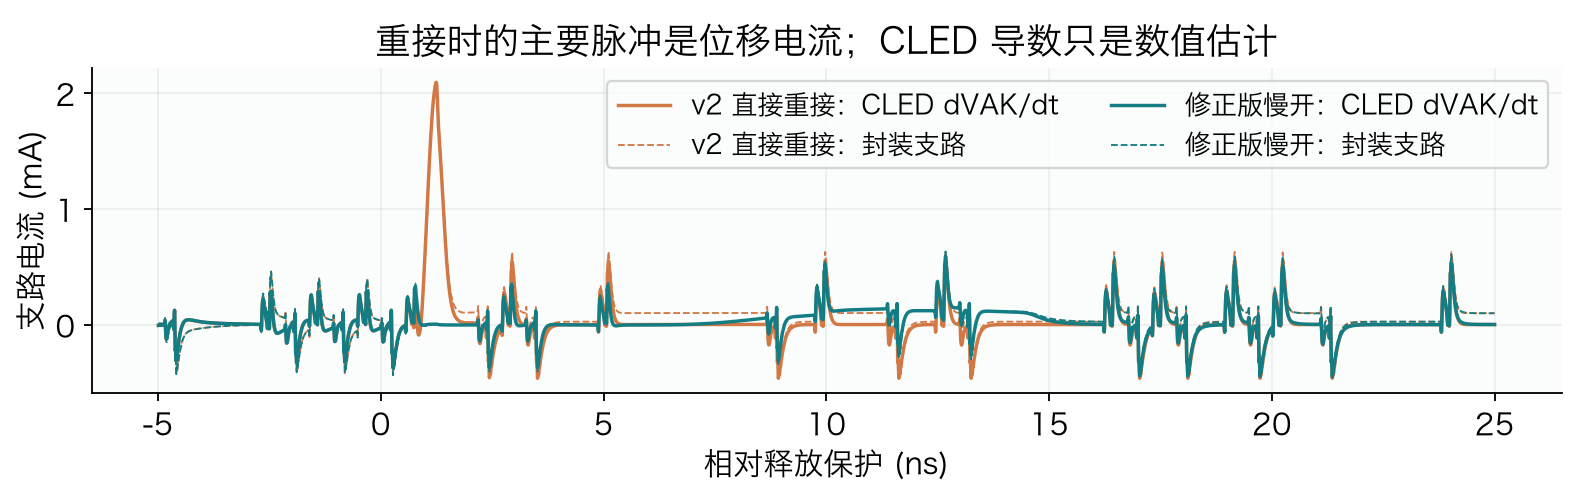 重接时的主要脉冲是位移电流；CLED 导数只是数值估计
v2 直接重接：CLED dVAK/dt
v2 直接重接：封装支路
修正版慢开：CLED dVAK/dt
修正版慢开：封装支路
支路电流 (mA)
2
1
0
-5 0 5 10 15 20 25
相对释放保护 (ns)